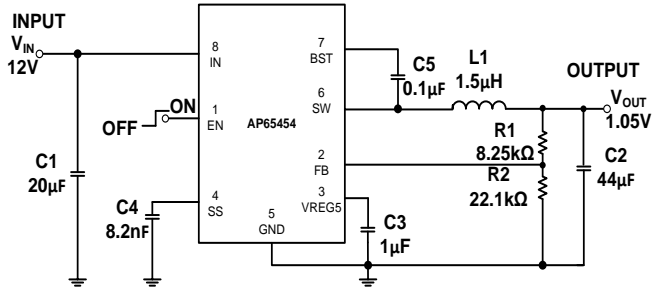 INPUT
VIN
12V
C1
20μF
OFF
ON
C4
8.2nF
8
IN
1
EN
4
SS
AP65454
5
GND
7
BST
6
SW
2
FB
3
VREG5
C5
0.1μF
L1
1.5μH
C3
1μF
R1
8.25kΩ
R2
22.1kΩ
OUTPUT
VOUT
1.05V
C2
44μF